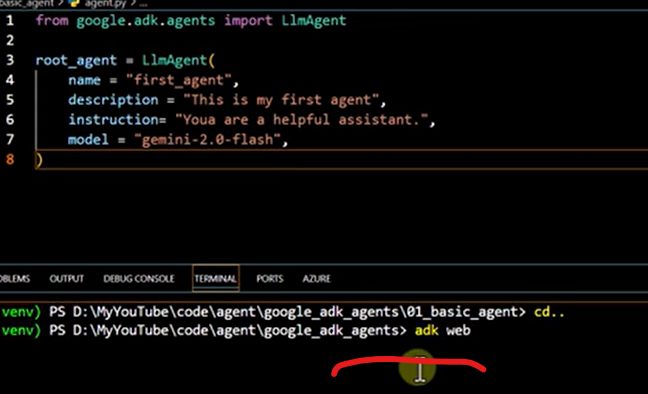 basic_agent > agent.py > ...
1 from google.adk.agents import LlmAgent
2
3 root_agent = LlmAgent(
4     name = "first_agent",
5     description = "This is my first agent",
6     instruction= "Youa are a helpful assistant.",
7     model = "gemini-2.0-flash",
8 )
OBLEMS OUTPUT DEBUG CONSOLE TERMINAL PORTS AZURE
venv) PS D:\MyYouTube\code\agent\google_adk_agents\01_basic_agent> cd..
venv) PS D:\MyYouTube\code\agent\google_adk_agents> adk web